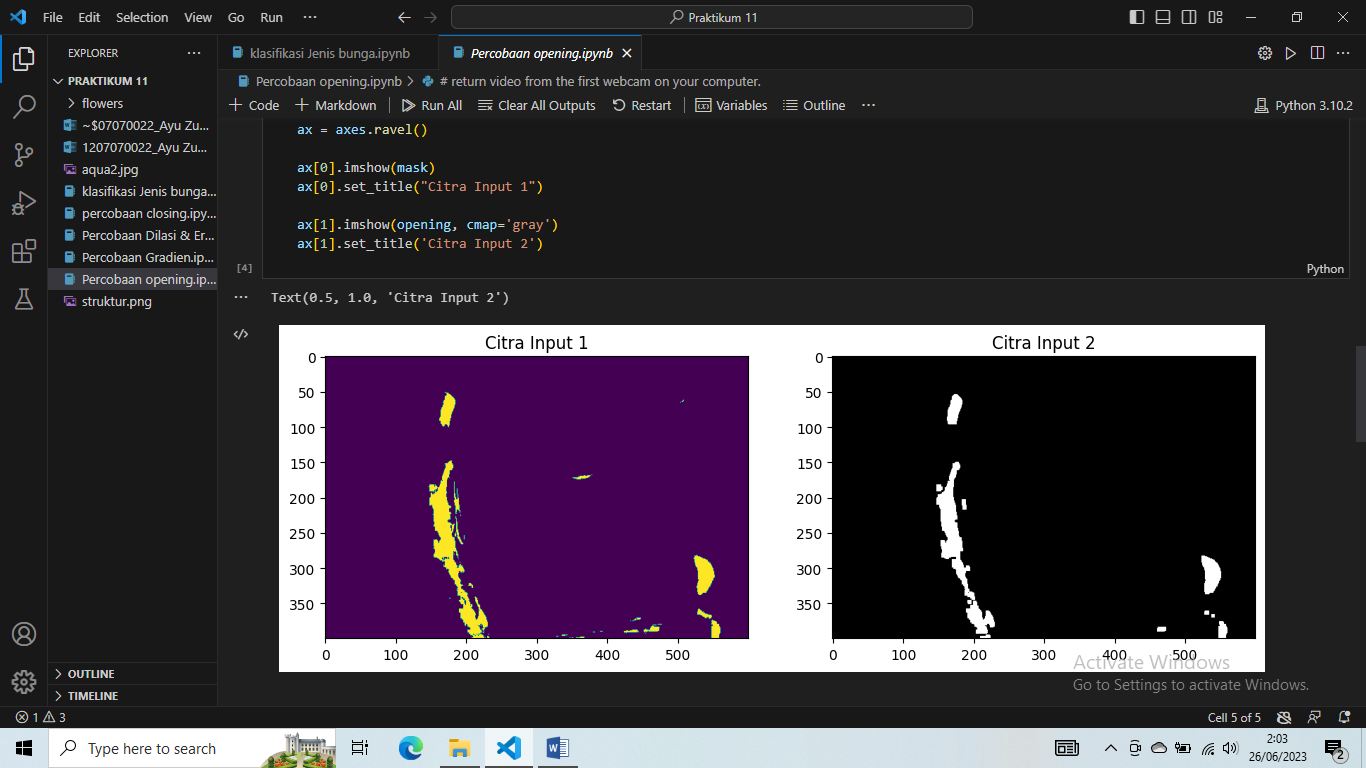 File Edit Selection View Go Run ··· Praktikum 11
EXPLORER ···
PRAKTIKUM 11
flowers
~$07070022_Ayu Zu...
1207070022_Ayu Zu...
aqua2.jpg
klasifikasi Jenis bunga...
percobaan closing.ipy...
Percobaan Dilasi & Er...
Percobaan Gradien.ip...
Percobaan opening.ip...
struktur.png
OUTLINE
TIMELINE
klasifikasi Jenis bunga.ipynb Percobaan opening.ipynb
Percobaan opening.ipynb > # return video from the first webcam on your computer.
+ Code + Markdown Run All Clear All Outputs Restart Variables Outline ··· Python 3.10.2
ax = axes.ravel()
ax[0].imshow(mask)
ax[0].set_title("Citra Input 1")
ax[1].imshow(opening, cmap='gray')
ax[1].set_title('Citra Input 2')
[4]
Python
··· Text(0.5, 1.0, 'Citra Input 2')
Citra Input 1
0
50
100
150
200
250
300
350
0 100 200 300 400 500
Citra Input 2
0
50
100
150
200
250
300
350
0 100 200 300 400 500
Activate Windows
Go to Settings to activate Windows.
1 3 Cell 5 of 5
Type here to search
2:03
26/06/2023
2